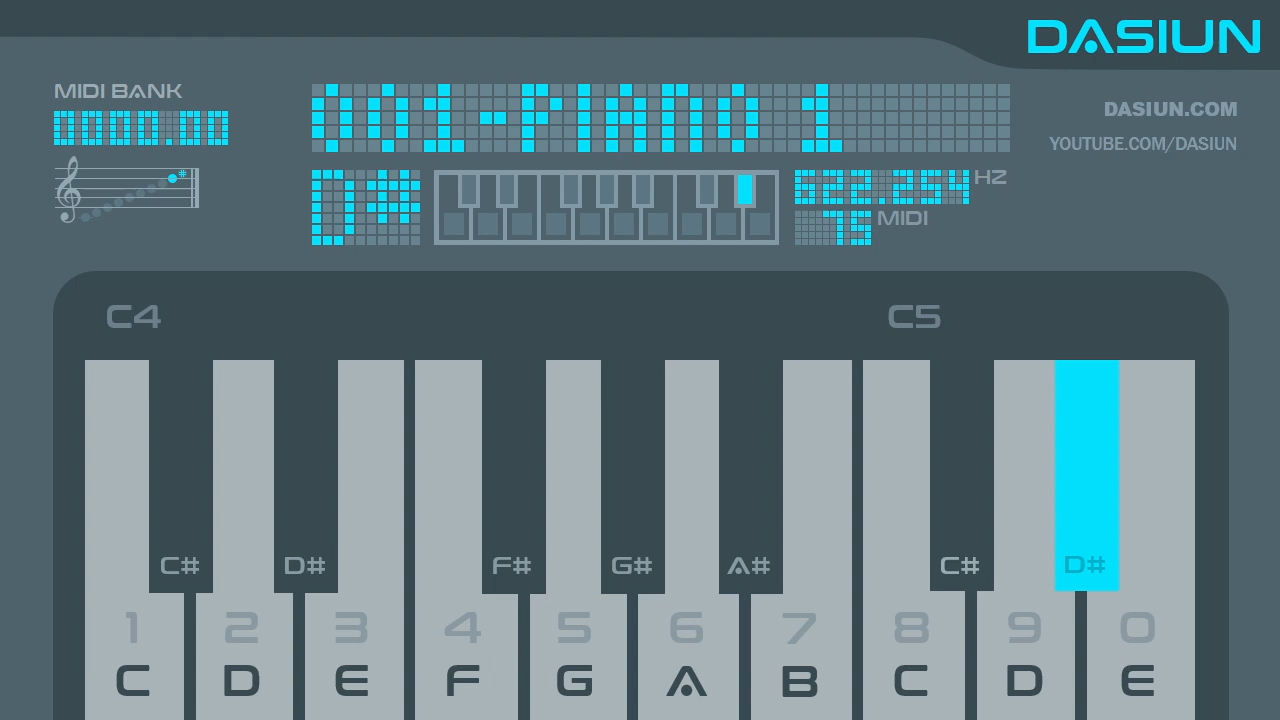 DASIUN
MIDI BANK
0000.00
001-PIANO 1
DASIUN.COM
YOUTUBE.COM/DASIUN
D#
622.254 HZ
75 MIDI
C4 C5
C# D# F# G# A# C# D#
1 2 3 4 5 6 7 8 9 0
C D E F G A B C D E